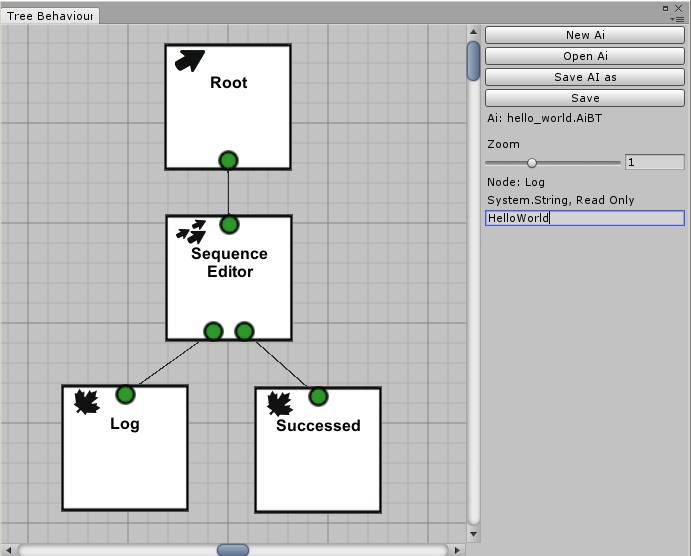 Tree Behaviour
Root
Sequence
Editor
Log
Successed
New Ai
Open Ai
Save AI as
Save
Ai: hello_world.AiBT
Zoom
1
Node: Log
System.String, Read Only
HelloWorld